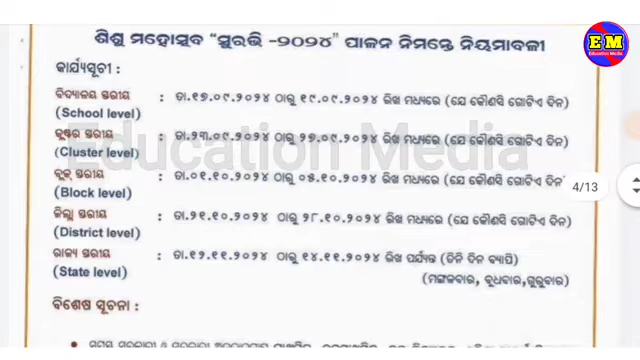 ଶିଶୁ ମହୋତ୍ସବ "ସୁରଭି -୨୦୨୪" ପାଳନ ନିମନ୍ତେ ନିୟମାବଳୀ
EM
Education Media
କାର୍ଯ୍ୟସୂଚୀ :
ବିଦ୍ୟାଳୟ ସ୍ତରୀୟ : ତା.୧୭.୦୯.୨୦୨୪ ଠାରୁ ୧୯.୦୯.୨୦୨୪ ରିଖ ମଧ୍ୟରେ (ଯେ କୌଣସି ଗୋଟିଏ ଦିନ)
(School level)
କ୍ଲଷ୍ଟର ସ୍ତରୀୟ : ତା.୨୩.୦୯.୨୦୨୪ ଠାରୁ ୨୭.୦୯.୨୦୨୪ ରିଖ ମଧ୍ୟରେ (ଯେ କୌଣସି ଗୋଟିଏ ଦିନ)
(Cluster level)
Education Media
ବ୍ଲକ୍ ସ୍ତରୀୟ : ତା.୦୧.୧୦.୨୦୨୪ ଠାରୁ ୦୫.୧୦.୨୦୨୪ ରିଖ ମଧ୍ୟରେ (ଯେ କୌଣସି ଗୋଟିଏ ଦିନ)
(Block level)
4/13
ଜିଲ୍ଲା ସ୍ତରୀୟ : ତା.୨୧.୧୦.୨୦୨୪ ଠାରୁ ୨୮.୧୦.୨୦୨୪ ରିଖ ମଧ୍ୟରେ (ଯେ କୌଣସି ଗୋଟିଏ ଦିନ)
(District level)
ରାଜ୍ୟ ସ୍ତରୀୟ : ତା.୧୨.୧୧.୨୦୨୪ ଠାରୁ ୧୪.୧୧.୨୦୨୪ ରିଖ ପର୍ଯ୍ୟନ୍ତ (ତିନି ଦିନ ବ୍ୟାପି)
(State level) (ମଙ୍ଗଳବାର, ବୁଧବାର,ଗୁରୁବାର)
ବିଶେଷ ସୂଚନା :